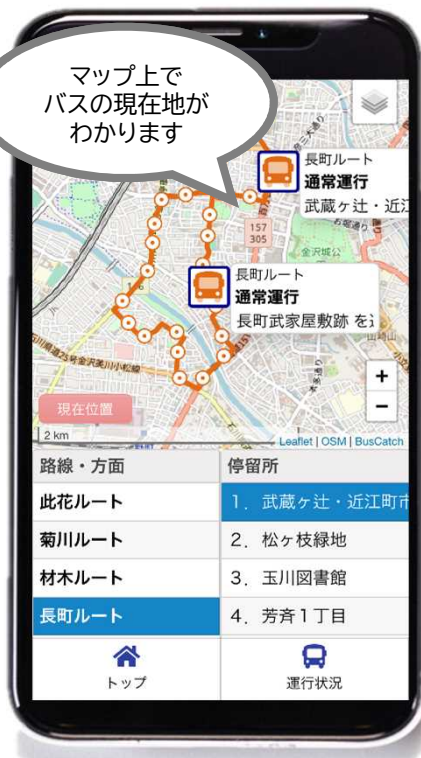 マップ上で
バスの現在地が
わかります
長町ルート
通常運行
武蔵ヶ辻・近江
157
305
金沢城公
長町ルート
通常運行
長町武家屋敷跡 を
現在位置
+
−
2 km
Leaflet | OSM | BusCatch
路線・方面
停留所
此花ルート
1. 武蔵ヶ辻・近江町市
菊川ルート
2. 松ヶ枝緑地
材木ルート
3. 玉川図書館
長町ルート
4. 芳斉1丁目
トップ
運行状況